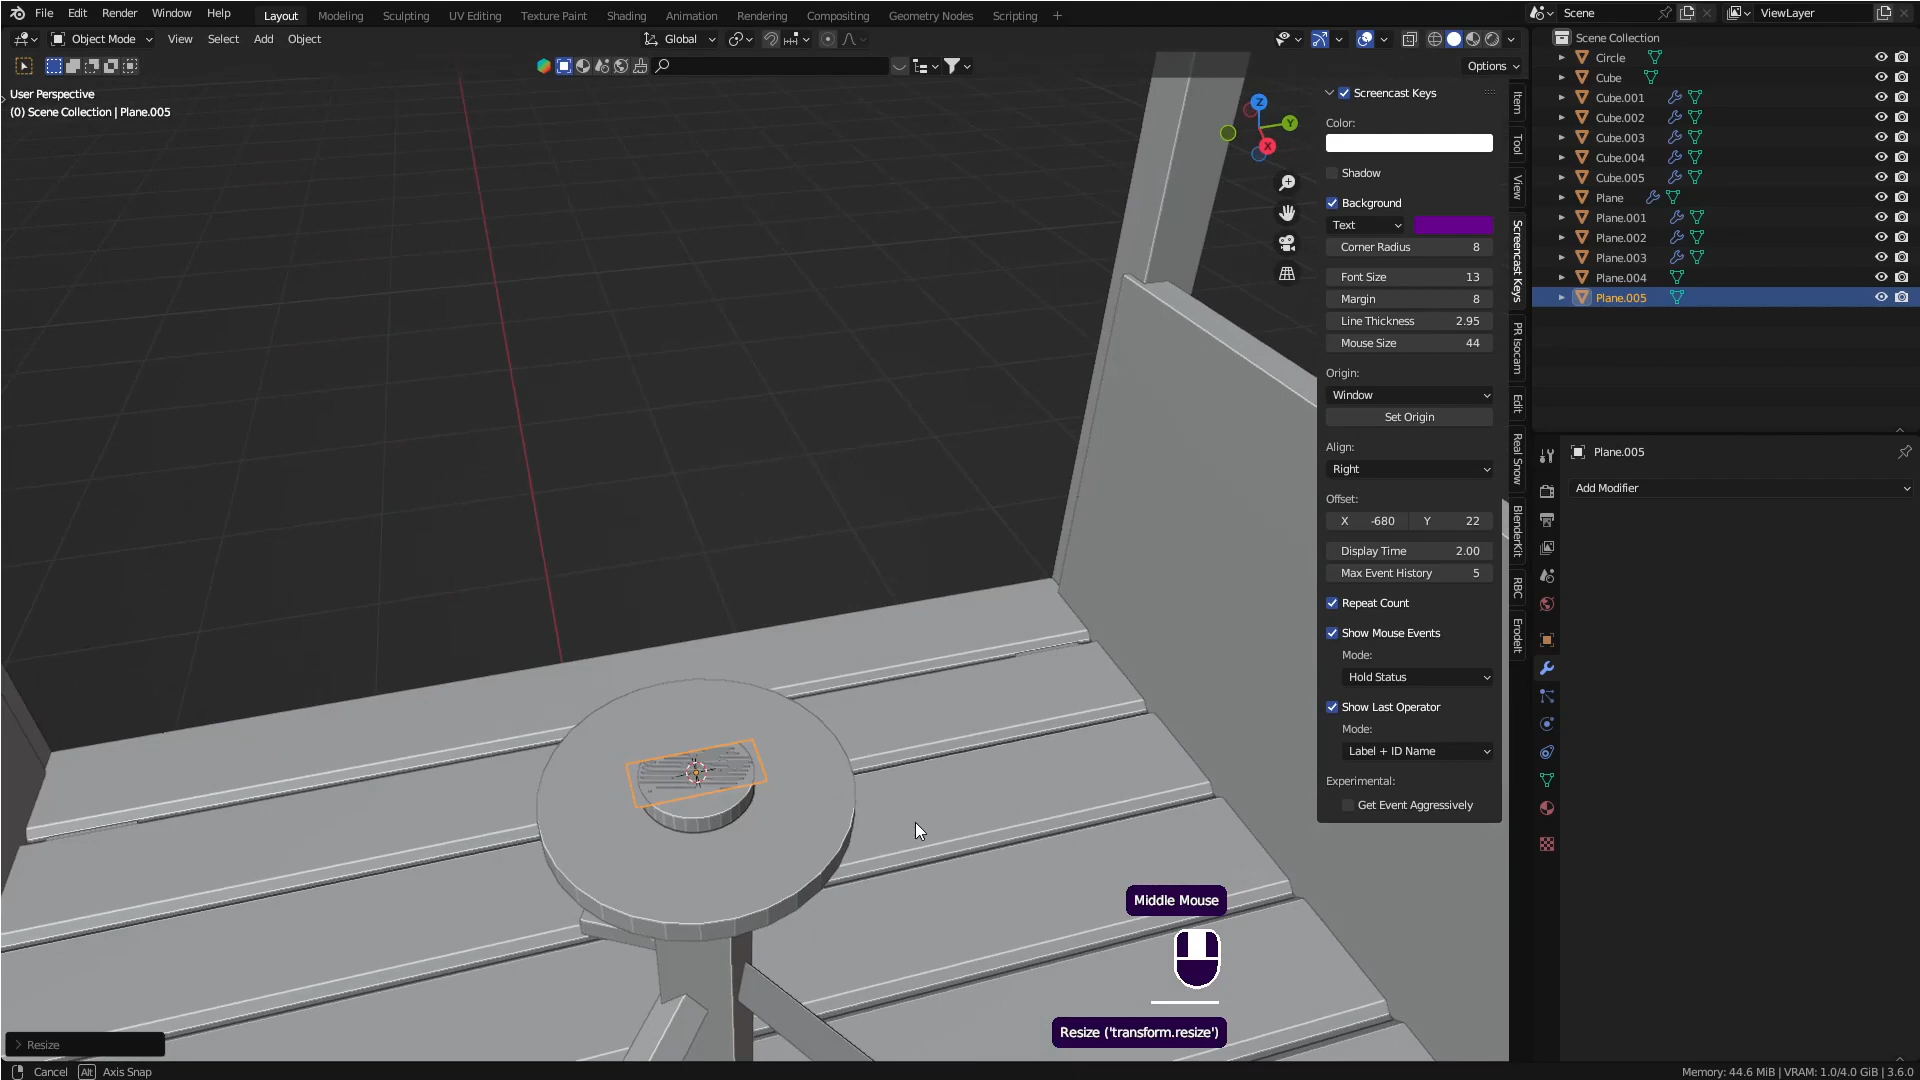 File Edit Render Window Help Layout Modeling Sculpting UV Editing Texture Paint Shading Animation Rendering Compositing Geometry Nodes Scripting + Scene ViewLayer
Object Mode View Select Add Object Global
Options
User Perspective
(0) Scene Collection | Plane.005
Z
Y
X
Screencast Keys
Color:
Shadow
Background
Text
Corner Radius 8
Font Size 13
Margin 8
Line Thickness 2.95
Mouse Size 44
Origin:
Window
Set Origin
Align:
Right
Offset:
X -680 Y 22
Display Time 2.00
Max Event History 5
Repeat Count
Show Mouse Events
Mode:
Hold Status
Show Last Operator
Mode:
Label + ID Name
Experimental:
Get Event Aggressively
Item
Tool
View
Screencast Keys
PR Isocam
Edit
Real Snow
BlenderKit
RBC
ErodeIt
Scene Collection
Circle
Cube
Cube.001
Cube.002
Cube.003
Cube.004
Cube.005
Plane
Plane.001
Plane.002
Plane.003
Plane.004
Plane.005
Plane.005
Add Modifier
Middle Mouse
Resize ('transform.resize')
Resize
Cancel Alt Axis Snap
Memory: 44.6 MiB | VRAM: 1.0/4.0 GiB | 3.6.0